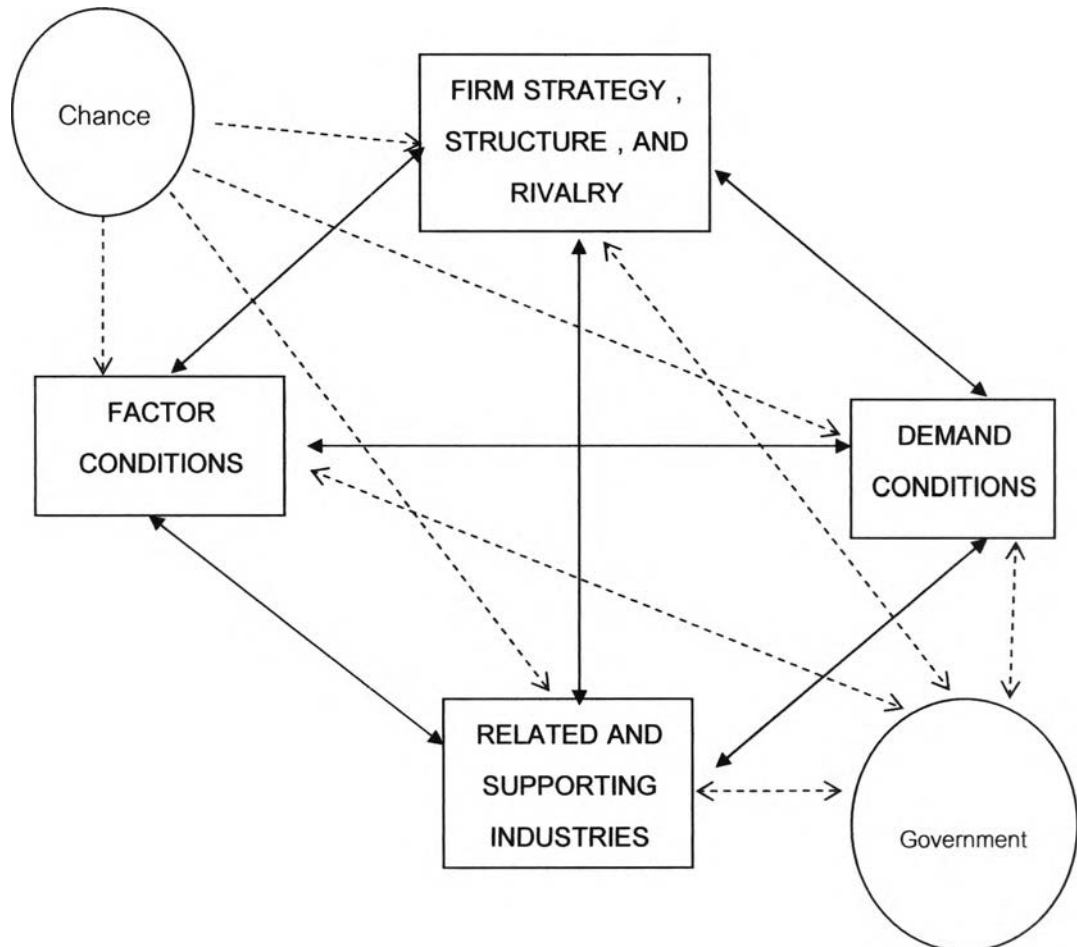 Chance
FIRM STRATEGY ,
STRUCTURE , AND
RIVALRY
FACTOR
CONDITIONS
DEMAND
CONDITIONS
RELATED AND
SUPPORTING
INDUSTRIES
Government